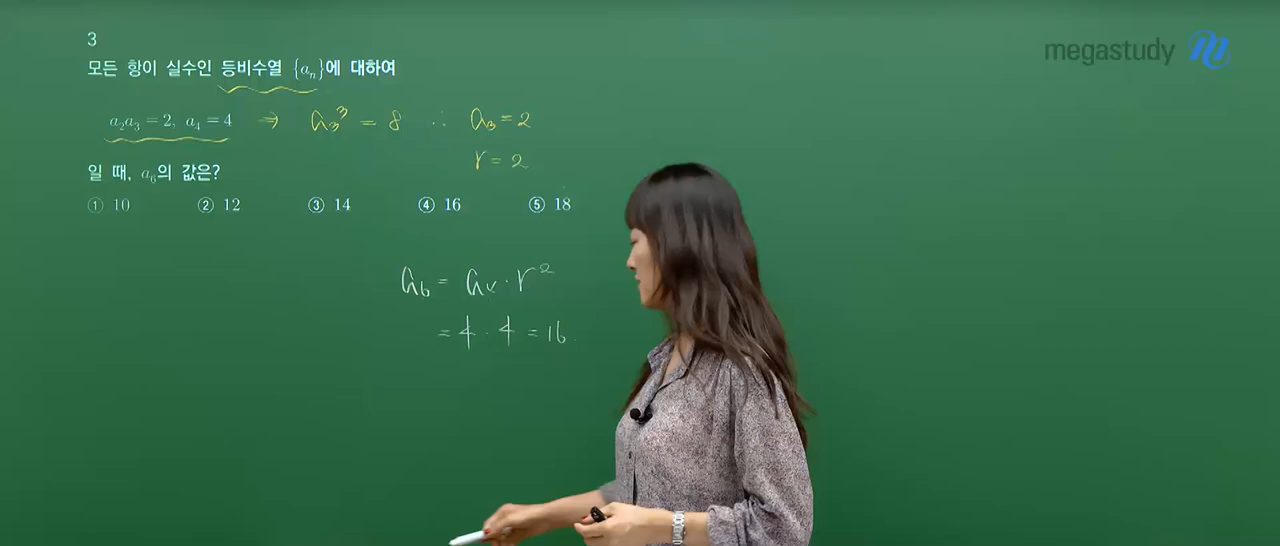 3
megastudy
모든 항이 실수인 등비수열 {aₙ}에 대하여
a₂a₃ = 2, a₄ = 4 ⇒ a₃³ = 8 ∴ a₃ = 2
r = 2
일 때, a₆의 값은?
① 10 ② 12 ③ 14 ④ 16 ⑤ 18
a₆ = a₄ · r²
= 4 · 4 = 16.